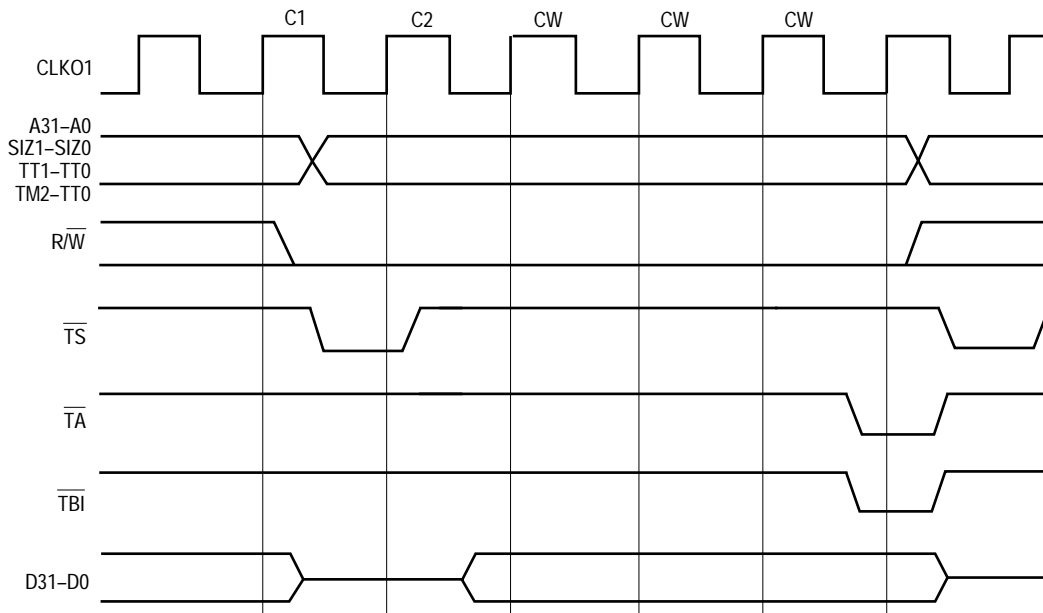 C1 C2 CW CW CW
CLKO1
A31–A0
SIZ1–SIZ0
TT1–TT0
TM2–TT0
R/W
TS
TA
TBI
D31–D0